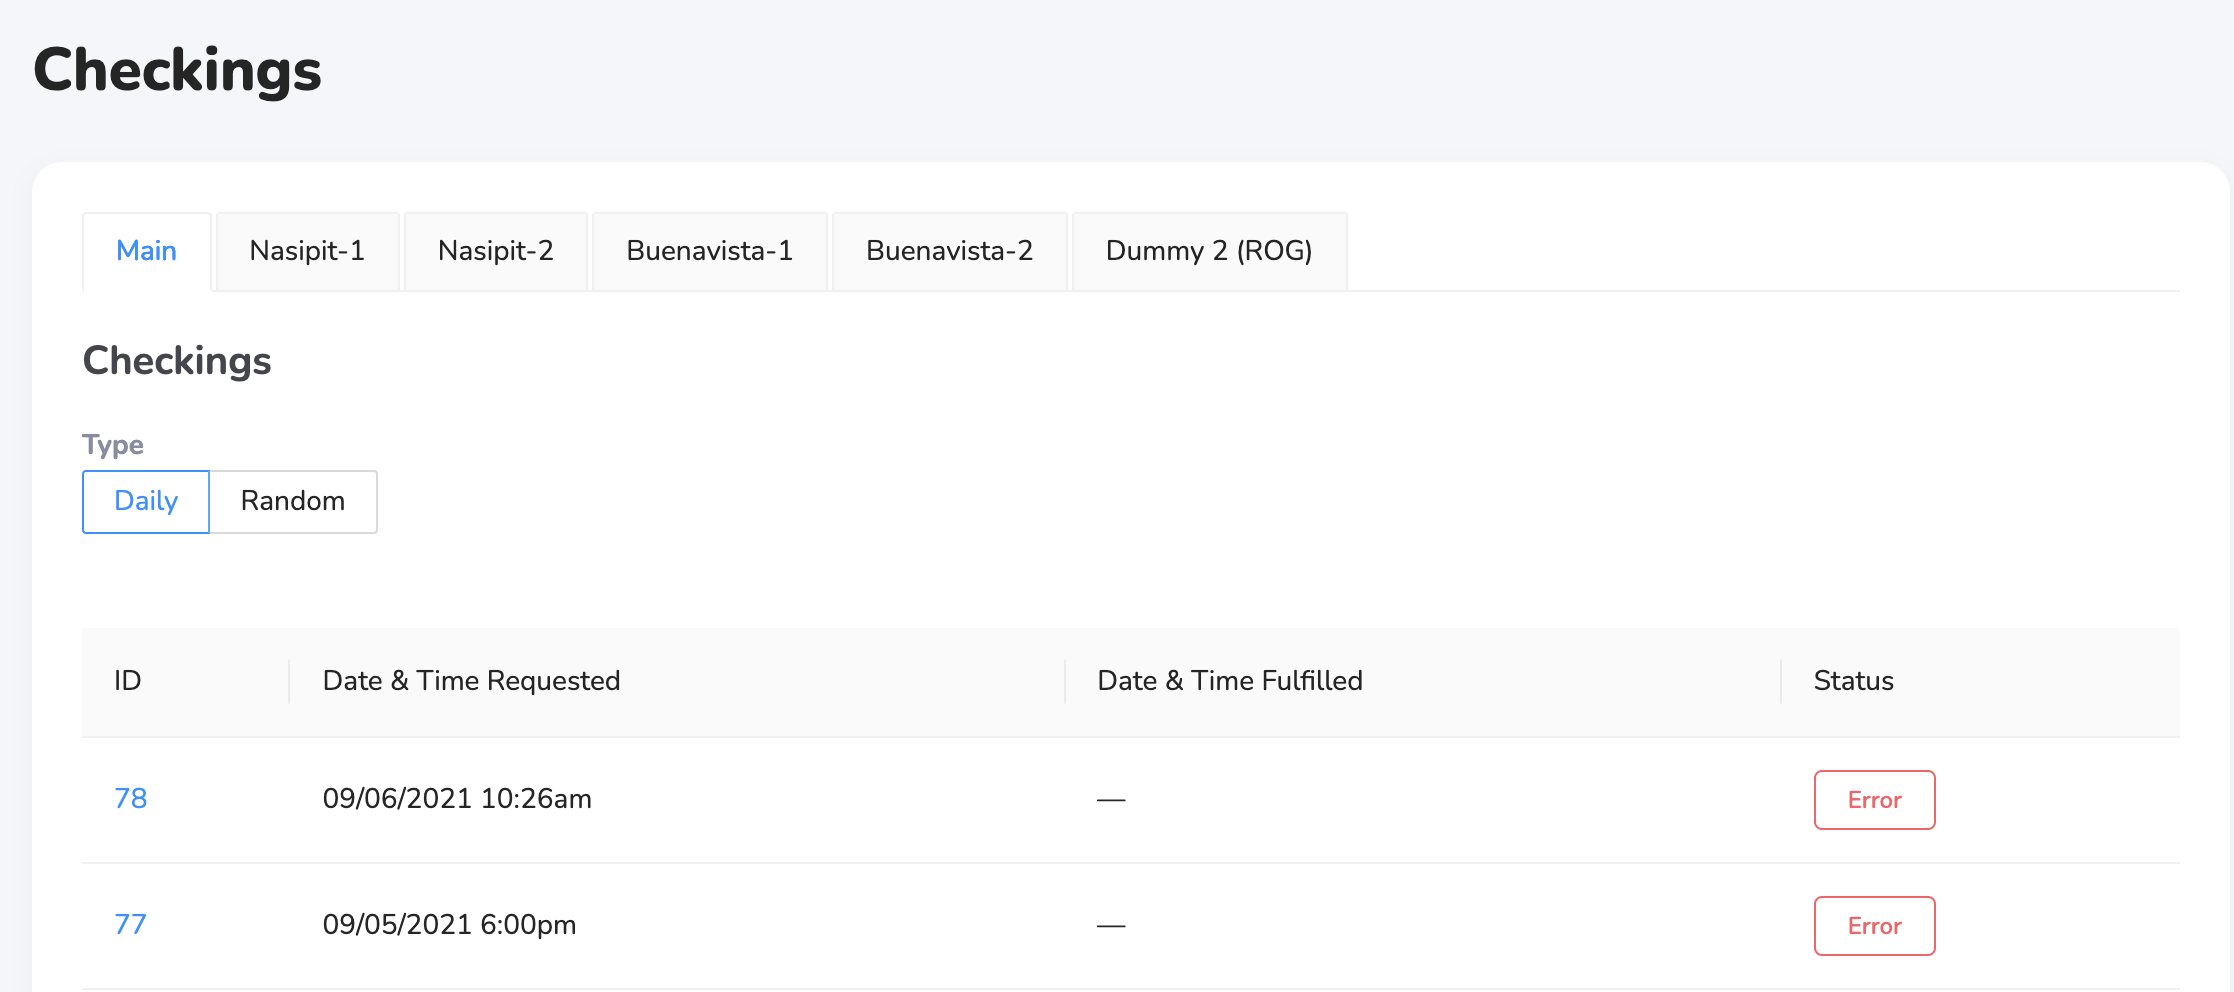 Checkings
Main Nasipit-1 Nasipit-2 Buenavista-1 Buenavista-2 Dummy 2 (ROG)
Checkings
Type
Daily Random
ID Date & Time Requested Date & Time Fulfilled Status
78 09/06/2021 10:26am — Error
77 09/05/2021 6:00pm — Error